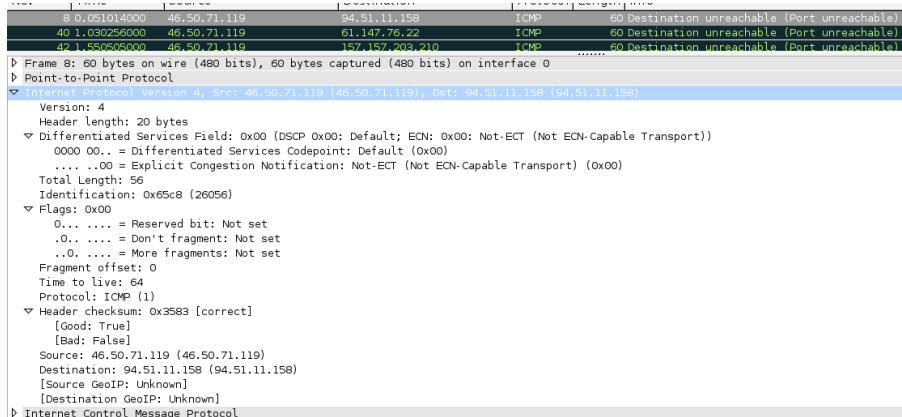 8 0.051014000 46.50.71.119 94.51.11.158 ICMP 60 Destination unreachable (Port unreachable)
40 1.030256000 46.50.71.119 61.147.76.22 ICMP 60 Destination unreachable (Port unreachable)
42 1.550505000 46.50.71.119 157.157.203.210 ICMP 60 Destination unreachable (Port unreachable)
Frame 8: 60 bytes on wire (480 bits), 60 bytes captured (480 bits) on interface 0
Point-to-Point Protocol
Internet Protocol Version 4, Src: 46.50.71.119 (46.50.71.119), Dst: 94.51.11.158 (94.51.11.158)
Version: 4
Header length: 20 bytes
Differentiated Services Field: 0x00 (DSCP 0x00: Default; ECN: 0x00: Not-ECT (Not ECN-Capable Transport))
0000 00.. = Differentiated Services Codepoint: Default (0x00)
.... ..00 = Explicit Congestion Notification: Not-ECT (Not ECN-Capable Transport) (0x00)
Total Length: 56
Identification: 0x65c8 (26056)
Flags: 0x00
0... .... = Reserved bit: Not set
.0.. .... = Don't fragment: Not set
..0. .... = More fragments: Not set
Fragment offset: 0
Time to live: 64
Protocol: ICMP (1)
Header checksum: 0x3583 [correct]
[Good: True]
[Bad: False]
Source: 46.50.71.119 (46.50.71.119)
Destination: 94.51.11.158 (94.51.11.158)
[Source GeoIP: Unknown]
[Destination GeoIP: Unknown]
Internet Control Message Protocol